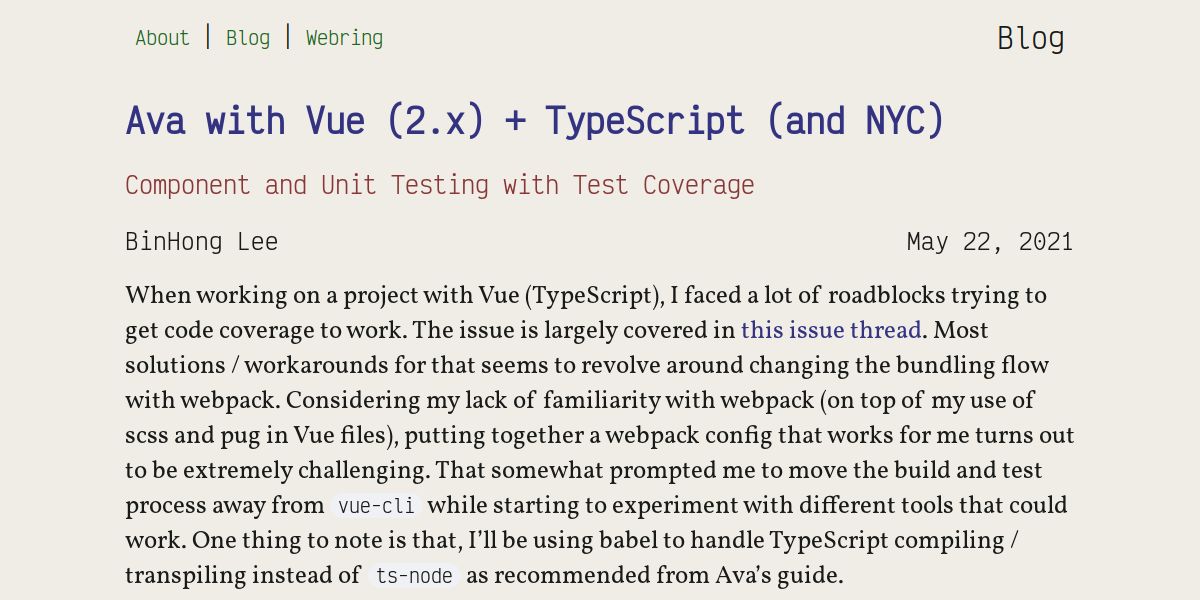 About | Blog | Webring Blog
Ava with Vue (2.x) + TypeScript (and NYC)
Component and Unit Testing with Test Coverage
BinHong Lee May 22, 2021
When working on a project with Vue (TypeScript), I faced a lot of roadblocks trying to
get code coverage to work. The issue is largely covered in this issue thread. Most
solutions / workarounds for that seems to revolve around changing the bundling flow
with webpack. Considering my lack of familiarity with webpack (on top of my use of
scss and pug in Vue files), putting together a webpack config that works for me turns out
to be extremely challenging. That somewhat prompted me to move the build and test
process away from vue-cli while starting to experiment with different tools that could
work. One thing to note is that, I’ll be using babel to handle TypeScript compiling /
transpiling instead of ts-node as recommended from Ava’s guide.